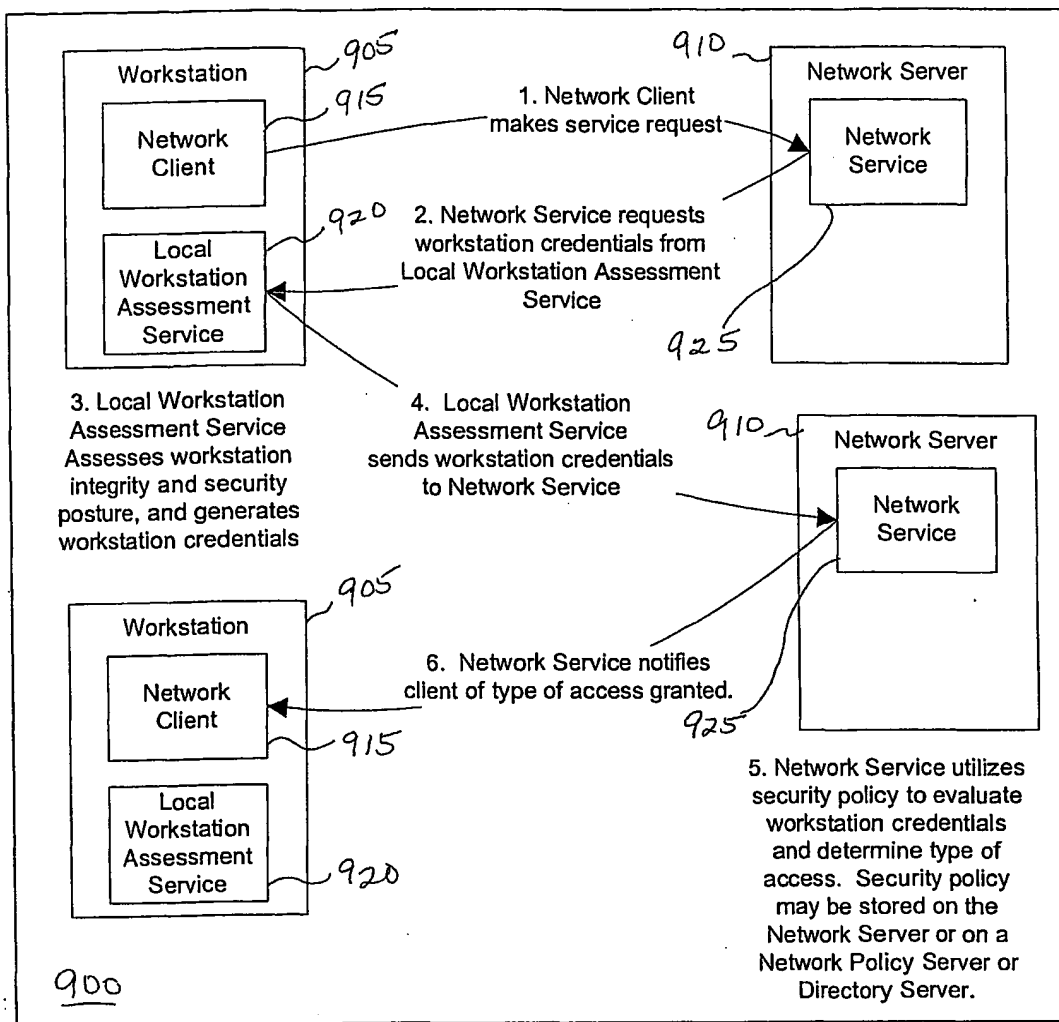 905
Workstation
915
Network
Client
920
Local
Workstation
Assessment
Service
1. Network Client
makes service request
910
Network Server
Network
Service
925
2. Network Service requests
workstation credentials from
Local Workstation Assessment
Service
3. Local Workstation
Assessment Service
Assesses workstation
integrity and security
posture, and generates
workstation credentials
4. Local Workstation
Assessment Service
sends workstation credentials
to Network Service
910
Network Server
Network
Service
925
905
Workstation
Network
Client
915
Local
Workstation
Assessment
Service
920
6. Network Service notifies
client of type of access granted.
5. Network Service utilizes
security policy to evaluate
workstation credentials
and determine type of
access. Security policy
may be stored on the
Network Server or on a
Network Policy Server or
Directory Server.
900